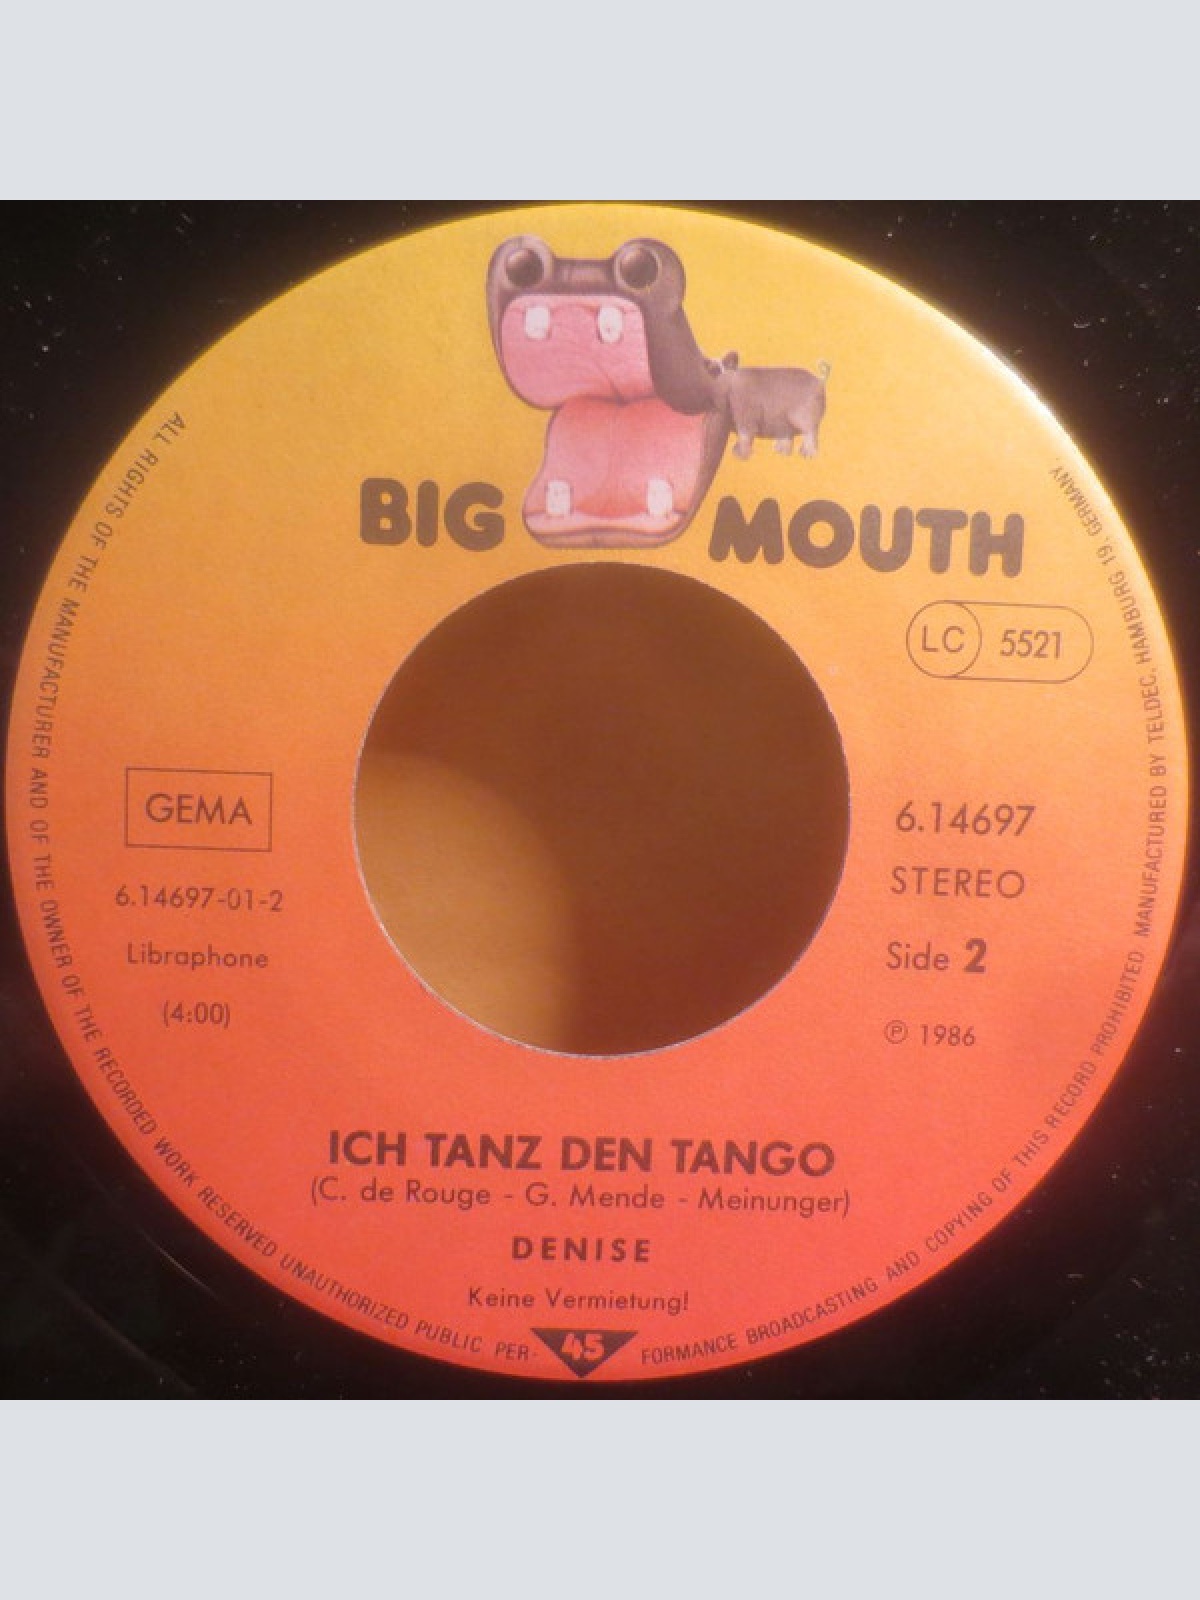 BIG MOUTH
LC 5521
GEMA
6.14697-01-2
Libraphone
(4:00)
6.14697
STEREO
Side 2
℗ 1986
ICH TANZ DEN TANGO
(C. de Rouge - G. Mende - Meinunger)
DENISE
Keine Vermietung!
45
ALL RIGHTS OF THE MANUFACTURER AND OF THE OWNER OF THE RECORDED WORK RESERVED UNAUTHORIZED PUBLIC PER-FORMANCE BROADCASTING AND COPYING OF THIS RECORD PROHIBITED MANUFACTURED BY TELDEC, HAMBURG 19, GERMANY.